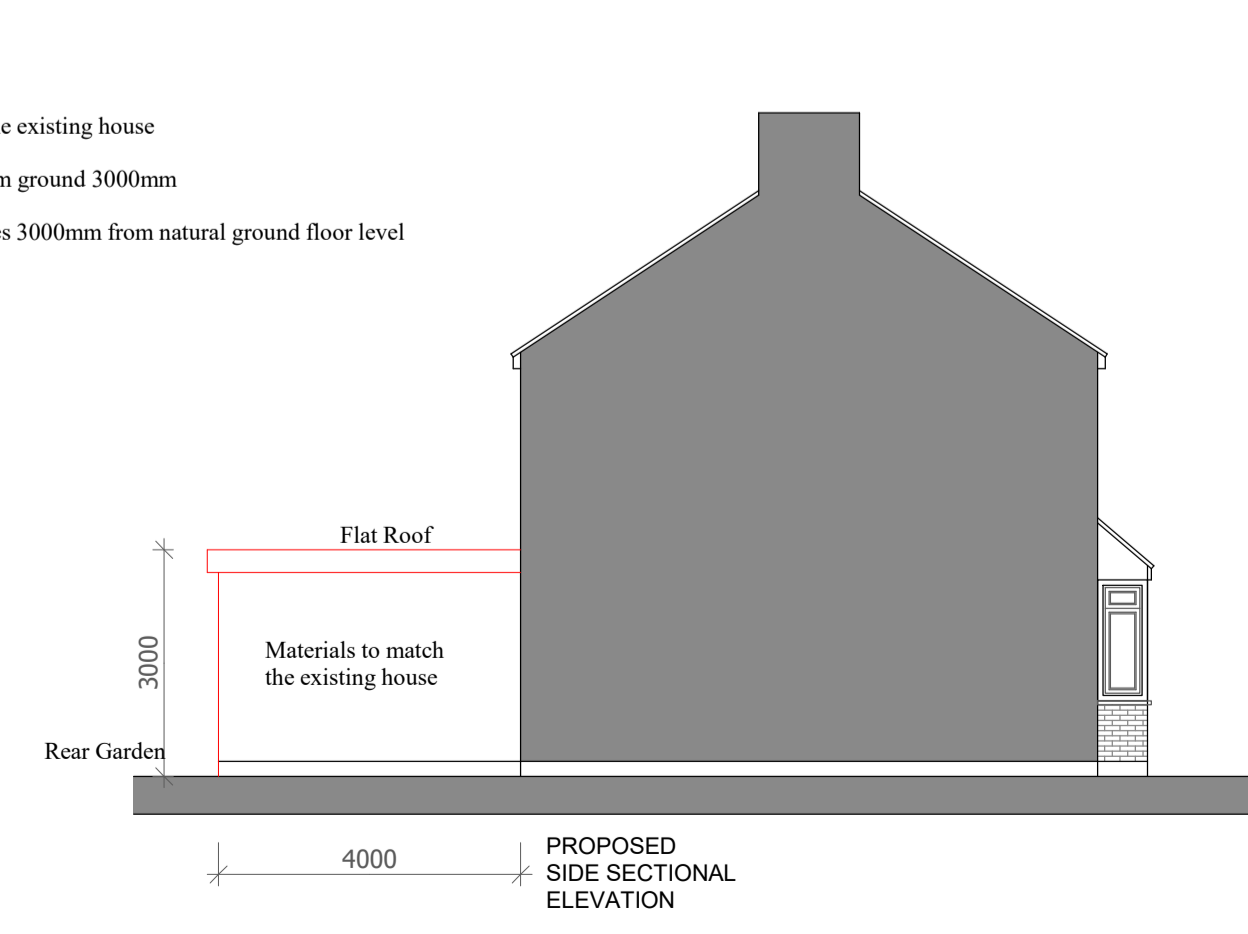 existing house
ground 3000mm
3000mm from natural ground floor level
Flat Roof
Materials to match
the existing house
3000
Rear Garden
4000
PROPOSED
SIDE SECTIONAL
ELEVATION